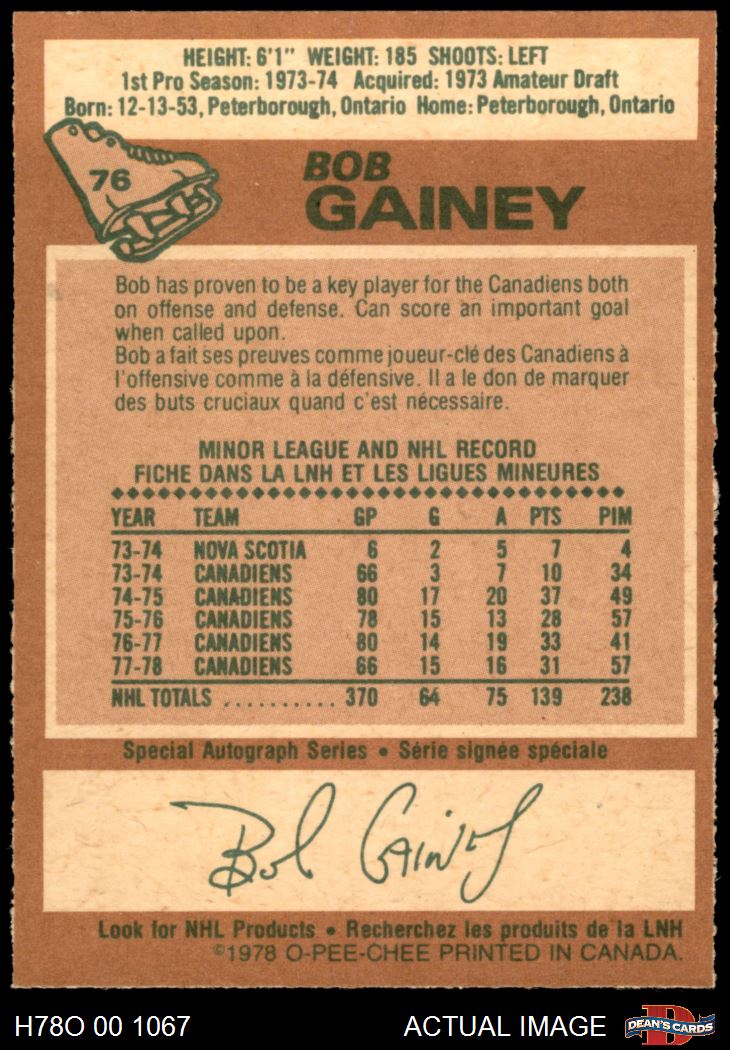 HEIGHT: 6'1" WEIGHT: 185 SHOOTS: LEFT
1st Pro Season: 1973-74 Acquired: 1973 Amateur Draft
Born: 12-13-53, Peterborough, Ontario Home: Peterborough, Ontario
76
BOB
GAINEY
Bob has proven to be a key player for the Canadiens both
on offense and defense. Can score an important goal
when called upon.
Bob a fait ses preuves comme joueur-clé des Canadiens à
l'offensive comme à la défensive. Il a le don de marquer
des buts cruciaux quand c'est nécessaire.
MINOR LEAGUE AND NHL RECORD
FICHE DANS LA LNH ET LES LIGUES MINEURES
YEAR TEAM GP G A PTS PIM
73-74 NOVA SCOTIA 6 2 5 7 4
73-74 CANADIENS 66 3 7 10 34
74-75 CANADIENS 80 17 20 37 49
75-76 CANADIENS 78 15 13 28 57
76-77 CANADIENS 80 14 19 33 41
77-78 CANADIENS 66 15 16 31 57
NHL TOTALS .......... 370 64 75 139 238
Special Autograph Series • Série signée spéciale
Bob Gainey
Look for NHL Products • Recherchez les produits de la LNH
©1978 O-PEE-CHEE PRINTED IN CANADA.
H78O 00 1067 ACTUAL IMAGE D DEAN'S CARDS